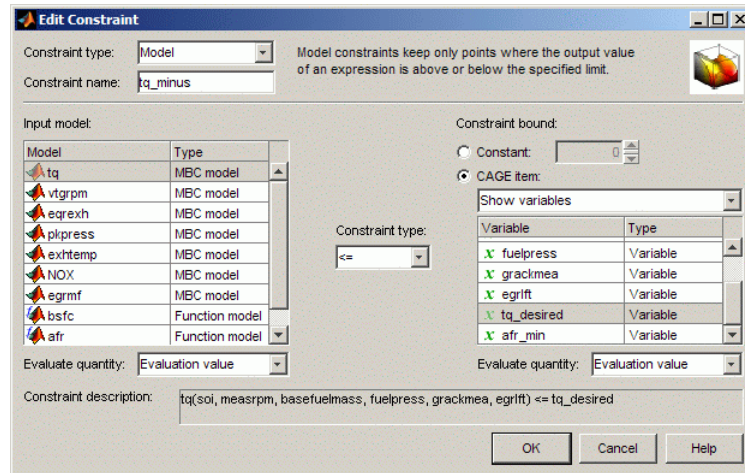 Edit Constraint
Constraint type: Model
Model constraints keep only points where the output value
of an expression is above or below the specified limit.
Constraint name: tq_minus
Input model:
Model Type
tq MBC model
vtgrpm MBC model
eqrexh MBC model
pkpress MBC model
exhtemp MBC model
NOX MBC model
egrmf MBC model
bsfc Function model
afr Function model
Evaluate quantity: Evaluation value
Constraint type:
<=
Constraint bound:
Constant: 0
CAGE item:
Show variables
Variable Type
fuelpress Variable
grackmea Variable
egrlft Variable
tq_desired Variable
afr_min Variable
Evaluate quantity: Evaluation value
Constraint description: tq(soi, measrpm, basefuelmass, fuelpress, grackmea, egrlft) <= tq_desired
OK Cancel Help